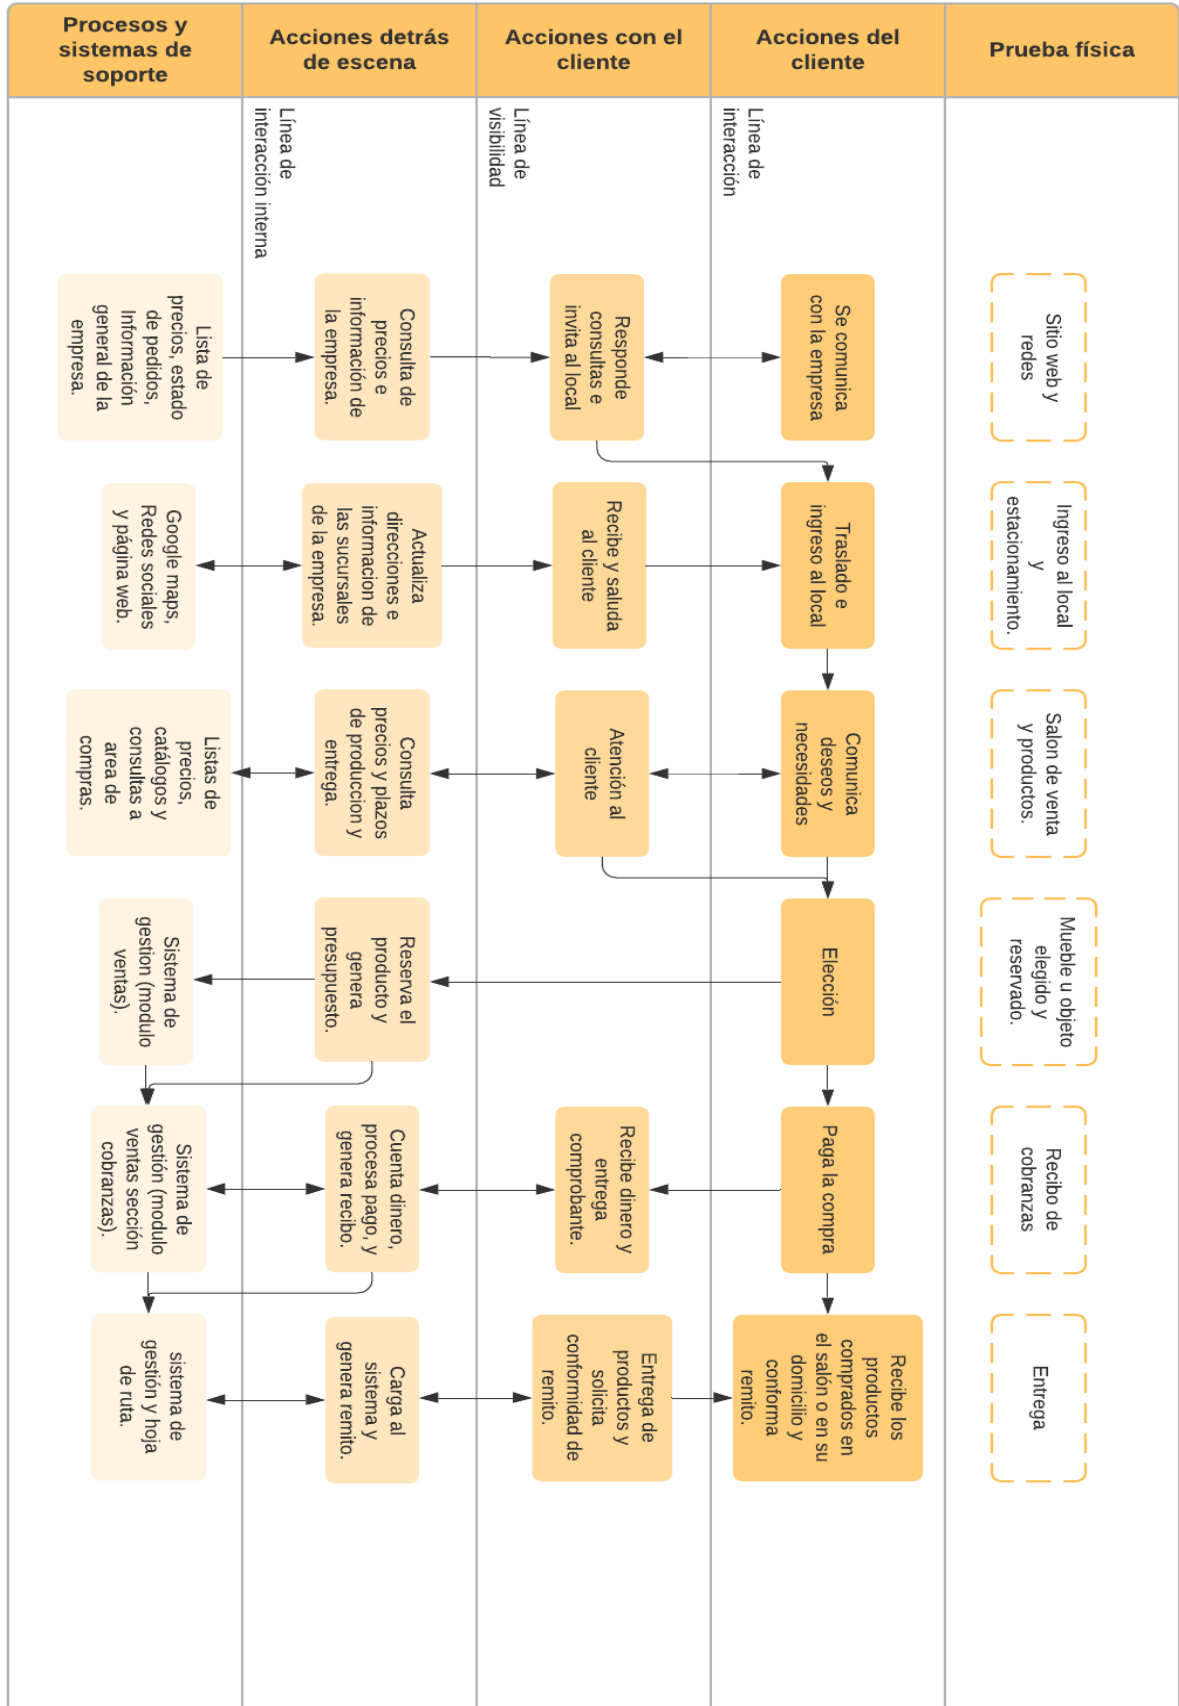 Procesos y
sistemas de
soporte
Acciones detrás
de escena
Acciones con el
cliente
Acciones del
cliente
Prueba física
Línea de
interacción interna
Línea de
visibilidad
Línea de
interacción
Sitio web y
redes
Ingreso al local
y
estacionamiento.
Salon de venta
y productos.
Mueble u objeto
elegido y
reservado.
Recibo de
cobranzas
Entrega
Se comunica
con la empresa
Traslado e
ingreso al local
Comunica
deseos y
necesidades
Elección
Paga la compra
Recibe los
productos
comprados en
el salón o en su
domicilio y
conforma
remito.
Responde
consultas e
invita al local
Recibe y saluda
al cliente
Atención al
cliente
Recibe dinero y
entrega
comprobante.
Entrega de
productos y
solicita
conformidad de
remito.
Consulta de
precios e
información de
la empresa.
Actualiza
direcciones e
informacion de
las sucursales
de la empresa.
Consulta
precios y plazos
de produccion y
entrega.
Reserva el
producto y
genera
presupuesto.
Cuenta dinero,
procesa pago, y
genera recibo.
Carga al
sistema y
genera remito.
Lista de
precios, estado
de pedidos,
Información
general de la
empresa.
Google maps,
Redes sociales
y página web.
Listas de
precios,
catálogos y
consultas a
area de
compras.
Sistema de
gestion (modulo
ventas).
Sistema de
gestión (modulo
ventas sección
cobranzas).
sistema de
gestión y hoja
de ruta.